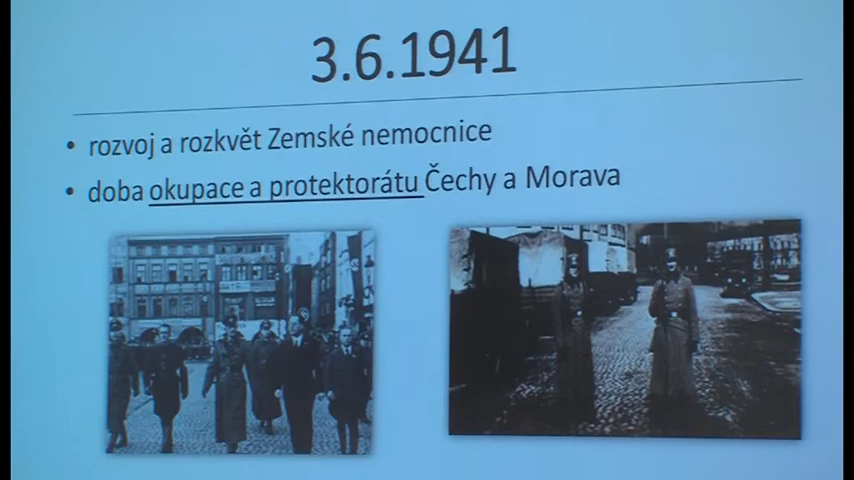 3.6.1941
• rozvoj a rozkvět Zemské nemocnice
• doba okupace a protektorátu Čechy a Morava